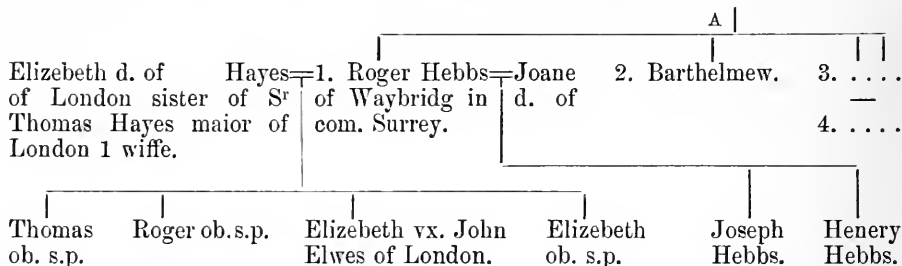 A
Elizebeth d. of Hayes=1. Roger Hebbs=Joane 2. Barthelmew. 3. . . . .
of London sister of Sʳ of Waybridg in d. of —
Thomas Hayes maior of com. Surrey. 4. . . . .
London 1 wiffe.
Thomas Roger ob. s.p. Elizebeth vx. John Elizebeth Joseph Henery
ob. s.p. Elwes of London. ob. s.p. Hebbs. Hebbs.